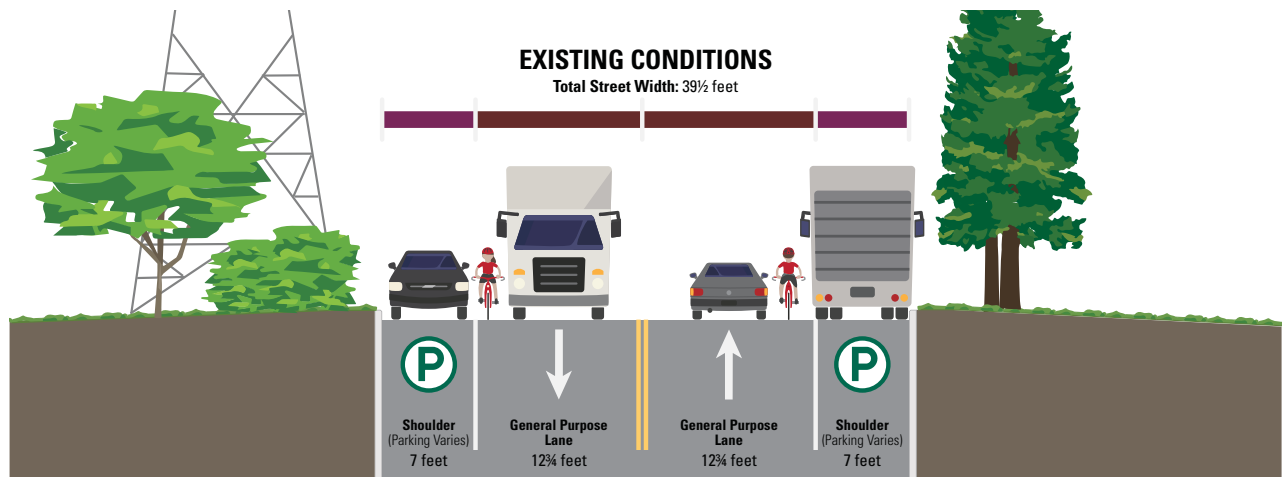 EXISTING CONDITIONS
Total Street Width: 39½ feet
P
Shoulder
(Parking Varies)
7 feet
General Purpose
Lane
12¾ feet
General Purpose
Lane
12¾ feet
P
Shoulder
(Parking Varies)
7 feet